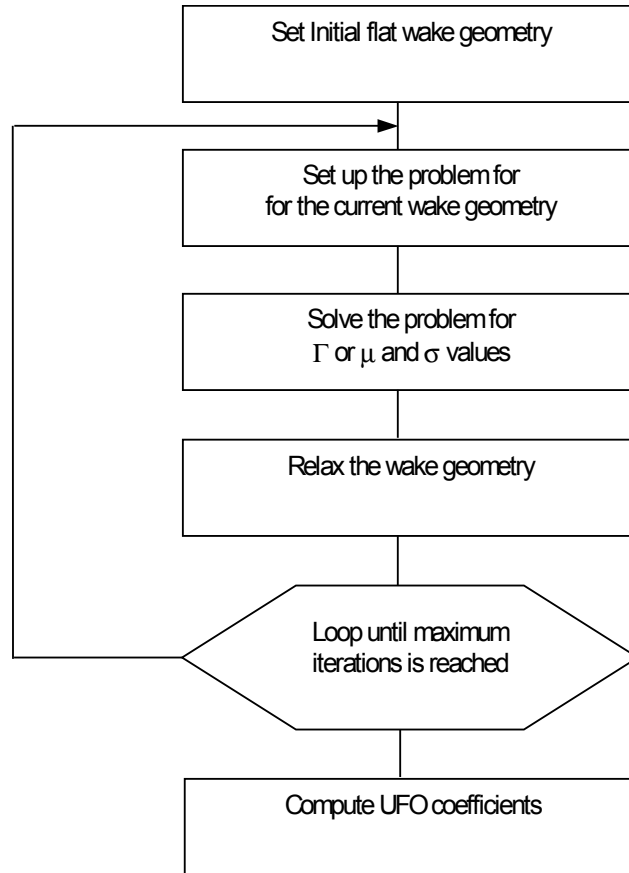 Set Initial flat wake geometry
Set up the problem for
for the current wake geometry
Solve the problem for
Γ or μ and σ values
Relax the wake geometry
Loop until maximum
iterations is reached
Compute UFO coefficients